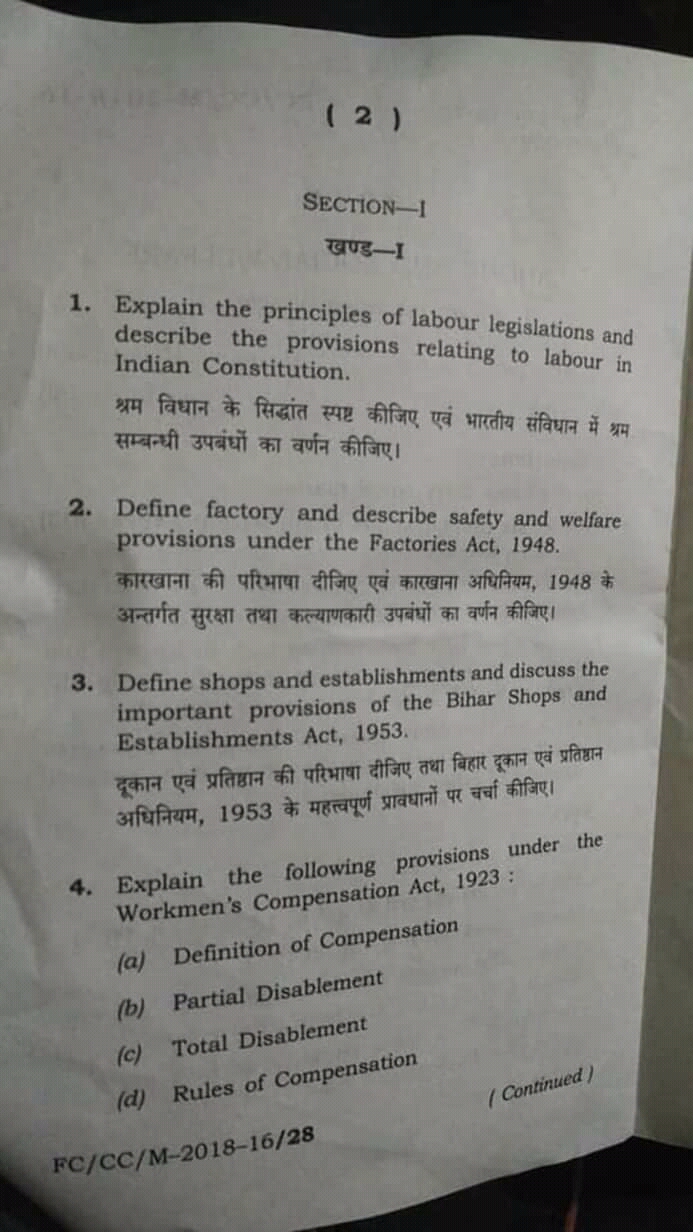 ( 2 )
SECTION—I
खण्ड—I
1. Explain the principles of labour legislations and
describe the provisions relating to labour in
Indian Constitution.
श्रम विधान के सिद्धांत स्पष्ट कीजिए एवं भारतीय संविधान में श्रम
सम्बन्धी उपबंधों का वर्णन कीजिए।
2. Define factory and describe safety and welfare
provisions under the Factories Act, 1948.
कारखाना की परिभाषा दीजिए एवं कारखाना अधिनियम, 1948 के
अन्तर्गत सुरक्षा तथा कल्याणकारी उपबंधों का वर्णन कीजिए।
3. Define shops and establishments and discuss the
important provisions of the Bihar Shops and
Establishments Act, 1953.
दूकान एवं प्रतिष्ठान की परिभाषा दीजिए तथा बिहार दूकान एवं प्रतिष्ठान
अधिनियम, 1953 के महत्त्वपूर्ण प्रावधानों पर चर्चा कीजिए।
4. Explain the following provisions under the
Workmen's Compensation Act, 1923 :
(a) Definition of Compensation
(b) Partial Disablement
(c) Total Disablement
(d) Rules of Compensation
( Continued )
FC/CC/M–2018–16/28